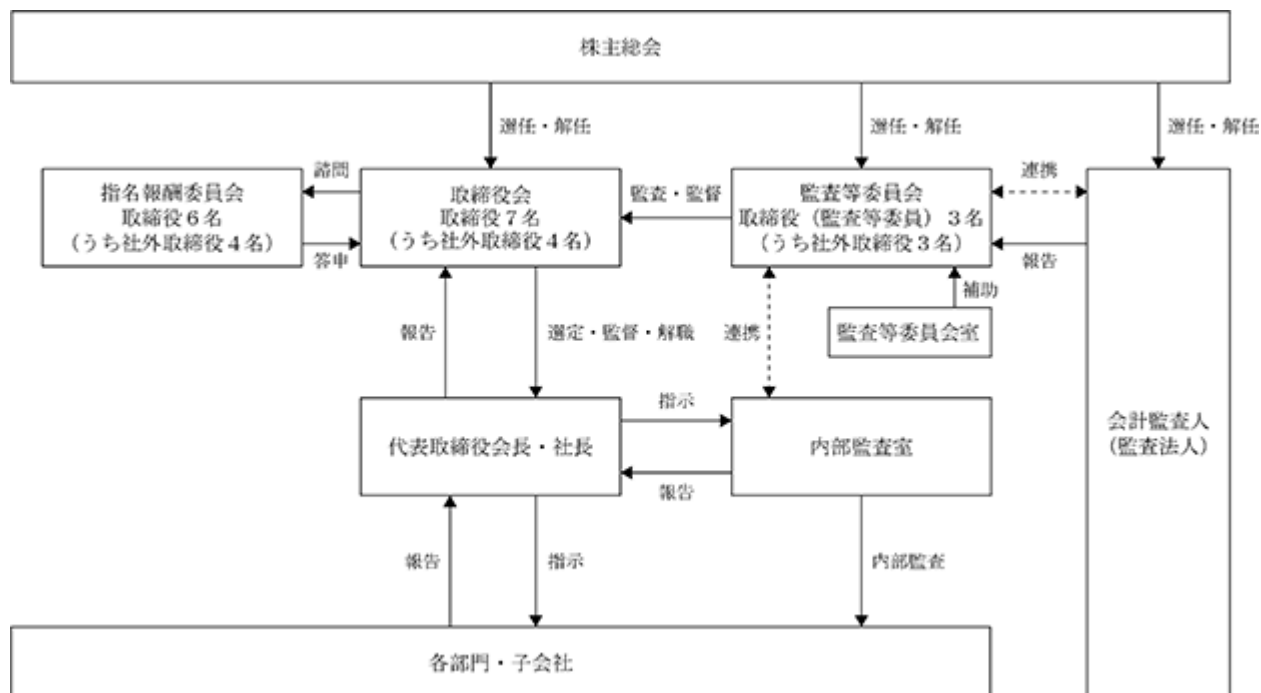 株主総会
選任・解任
選任・解任
選任・解任
指名報酬委員会
取締役6名
(うち社外取締役4名)
諮問
答申
取締役会
取締役7名
(うち社外取締役4名)
監査・監督
監査等委員会
取締役(監査等委員)3名
(うち社外取締役3名)
連携
報告
補助
監査等委員会室
報告
選定・監督・解職
連携
代表取締役会長・社長
指示
報告
内部監査室
会計監査人
(監査法人)
報告
指示
内部監査
各部門・子会社